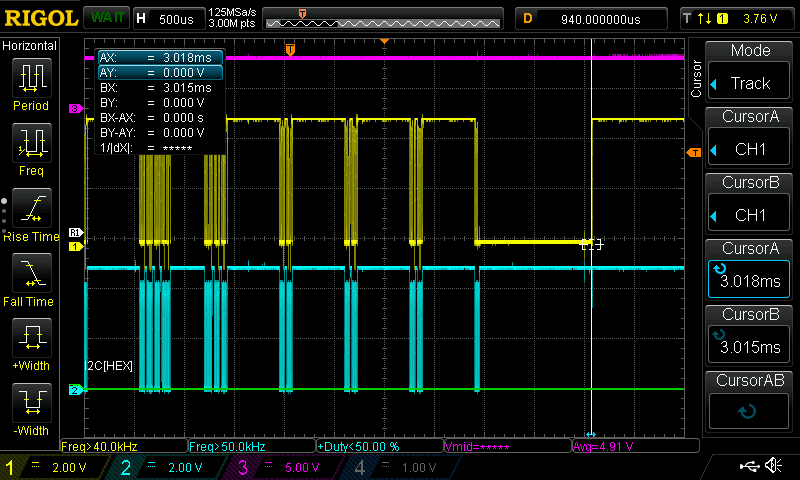 RIGOL WAIT H 500us 125MSa/s 3.00M pts T D 940.000000us T 1 3.76 V
Horizontal
Period
Freq
Rise Time
Fall Time
+Width
-Width
T
AX: = 3.018ms
AY: = 0.000 V
BX: = 3.015ms
BY: = 0.000 V
BX-AX: = 0.000 s
BY-AY: = 0.000 V
1/|dX|: = *****
3
R1
1
2
T
I2C[HEX]
Cursor
Mode
Track
CursorA
CH1
CursorB
CH1
CursorA
3.018ms
CursorB
3.015ms
CursorAB
Freq>40.0kHz Freq>50.0kHz +Duty<50.00 % Vmid=***** Avg=4.91 V
1 = 2.00 V 2 = 2.00 V 3 = 5.00 V 4 = 1.00 V